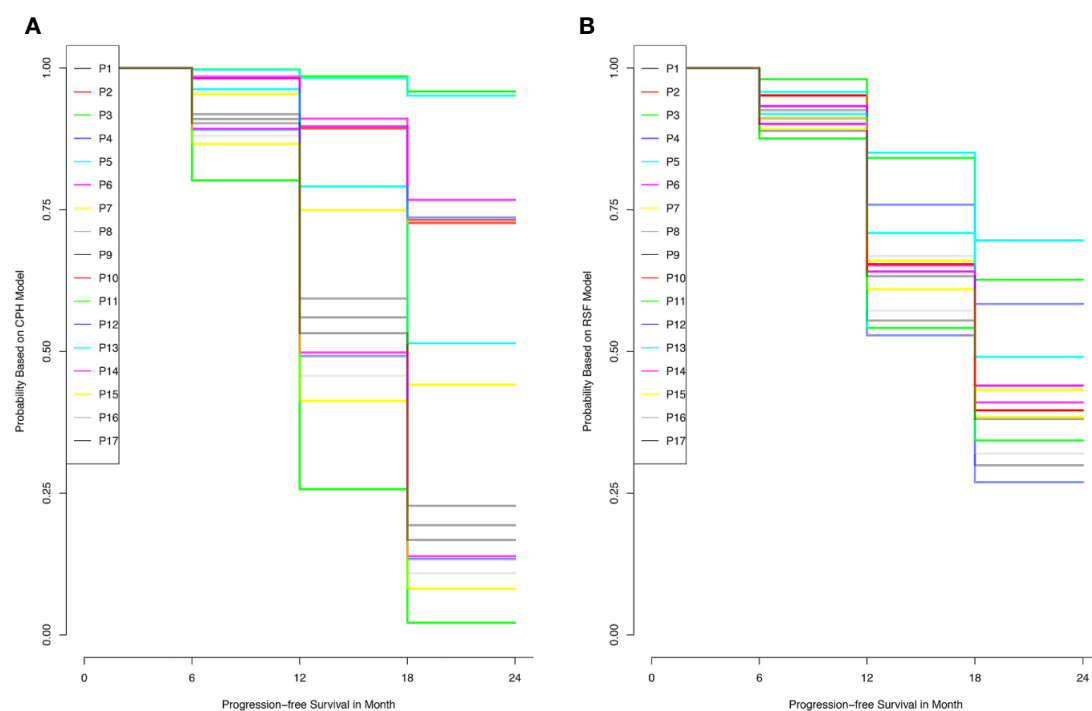 A
B
Probability Based on CPH Model
1.00
0.75
0.50
0.25
0.00
P1
P2
P3
P4
P5
P6
P7
P8
P9
P10
P11
P12
P13
P14
P15
P16
P17
0
6
12
18
24
Progression-free Survival in Month
Probability Based on RSF Model
1.00
0.75
0.50
0.25
0.00
P1
P2
P3
P4
P5
P6
P7
P8
P9
P10
P11
P12
P13
P14
P15
P16
P17
0
6
12
18
24
Progression-free Survival in Month